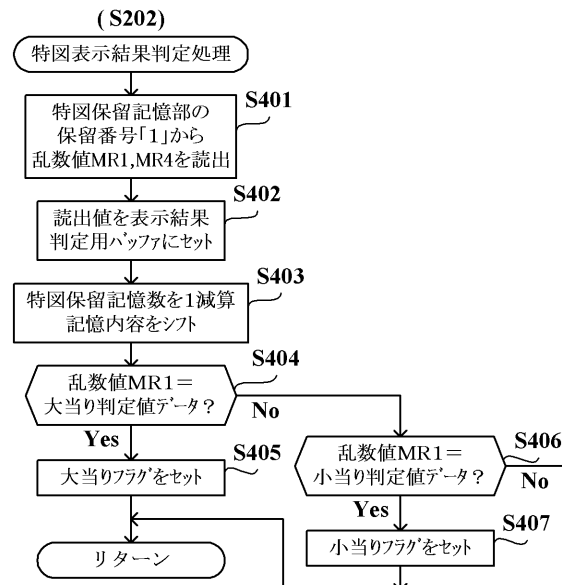 (S202)
特図表示結果判定処理
S401
特図保留記憶部の
保留番号「1」から
乱数値MR1,MR4を読出
S402
読出値を表示結果
判定用バッファにセット
S403
特図保留記憶数を1減算
記憶内容をシフト
S404
乱数値MR1＝
大当り判定値データ?
No
Yes
S405
大当りフラグをセット
リターン
S406
乱数値MR1＝
小当り判定値データ?
No
Yes
S407
小当りフラグをセット